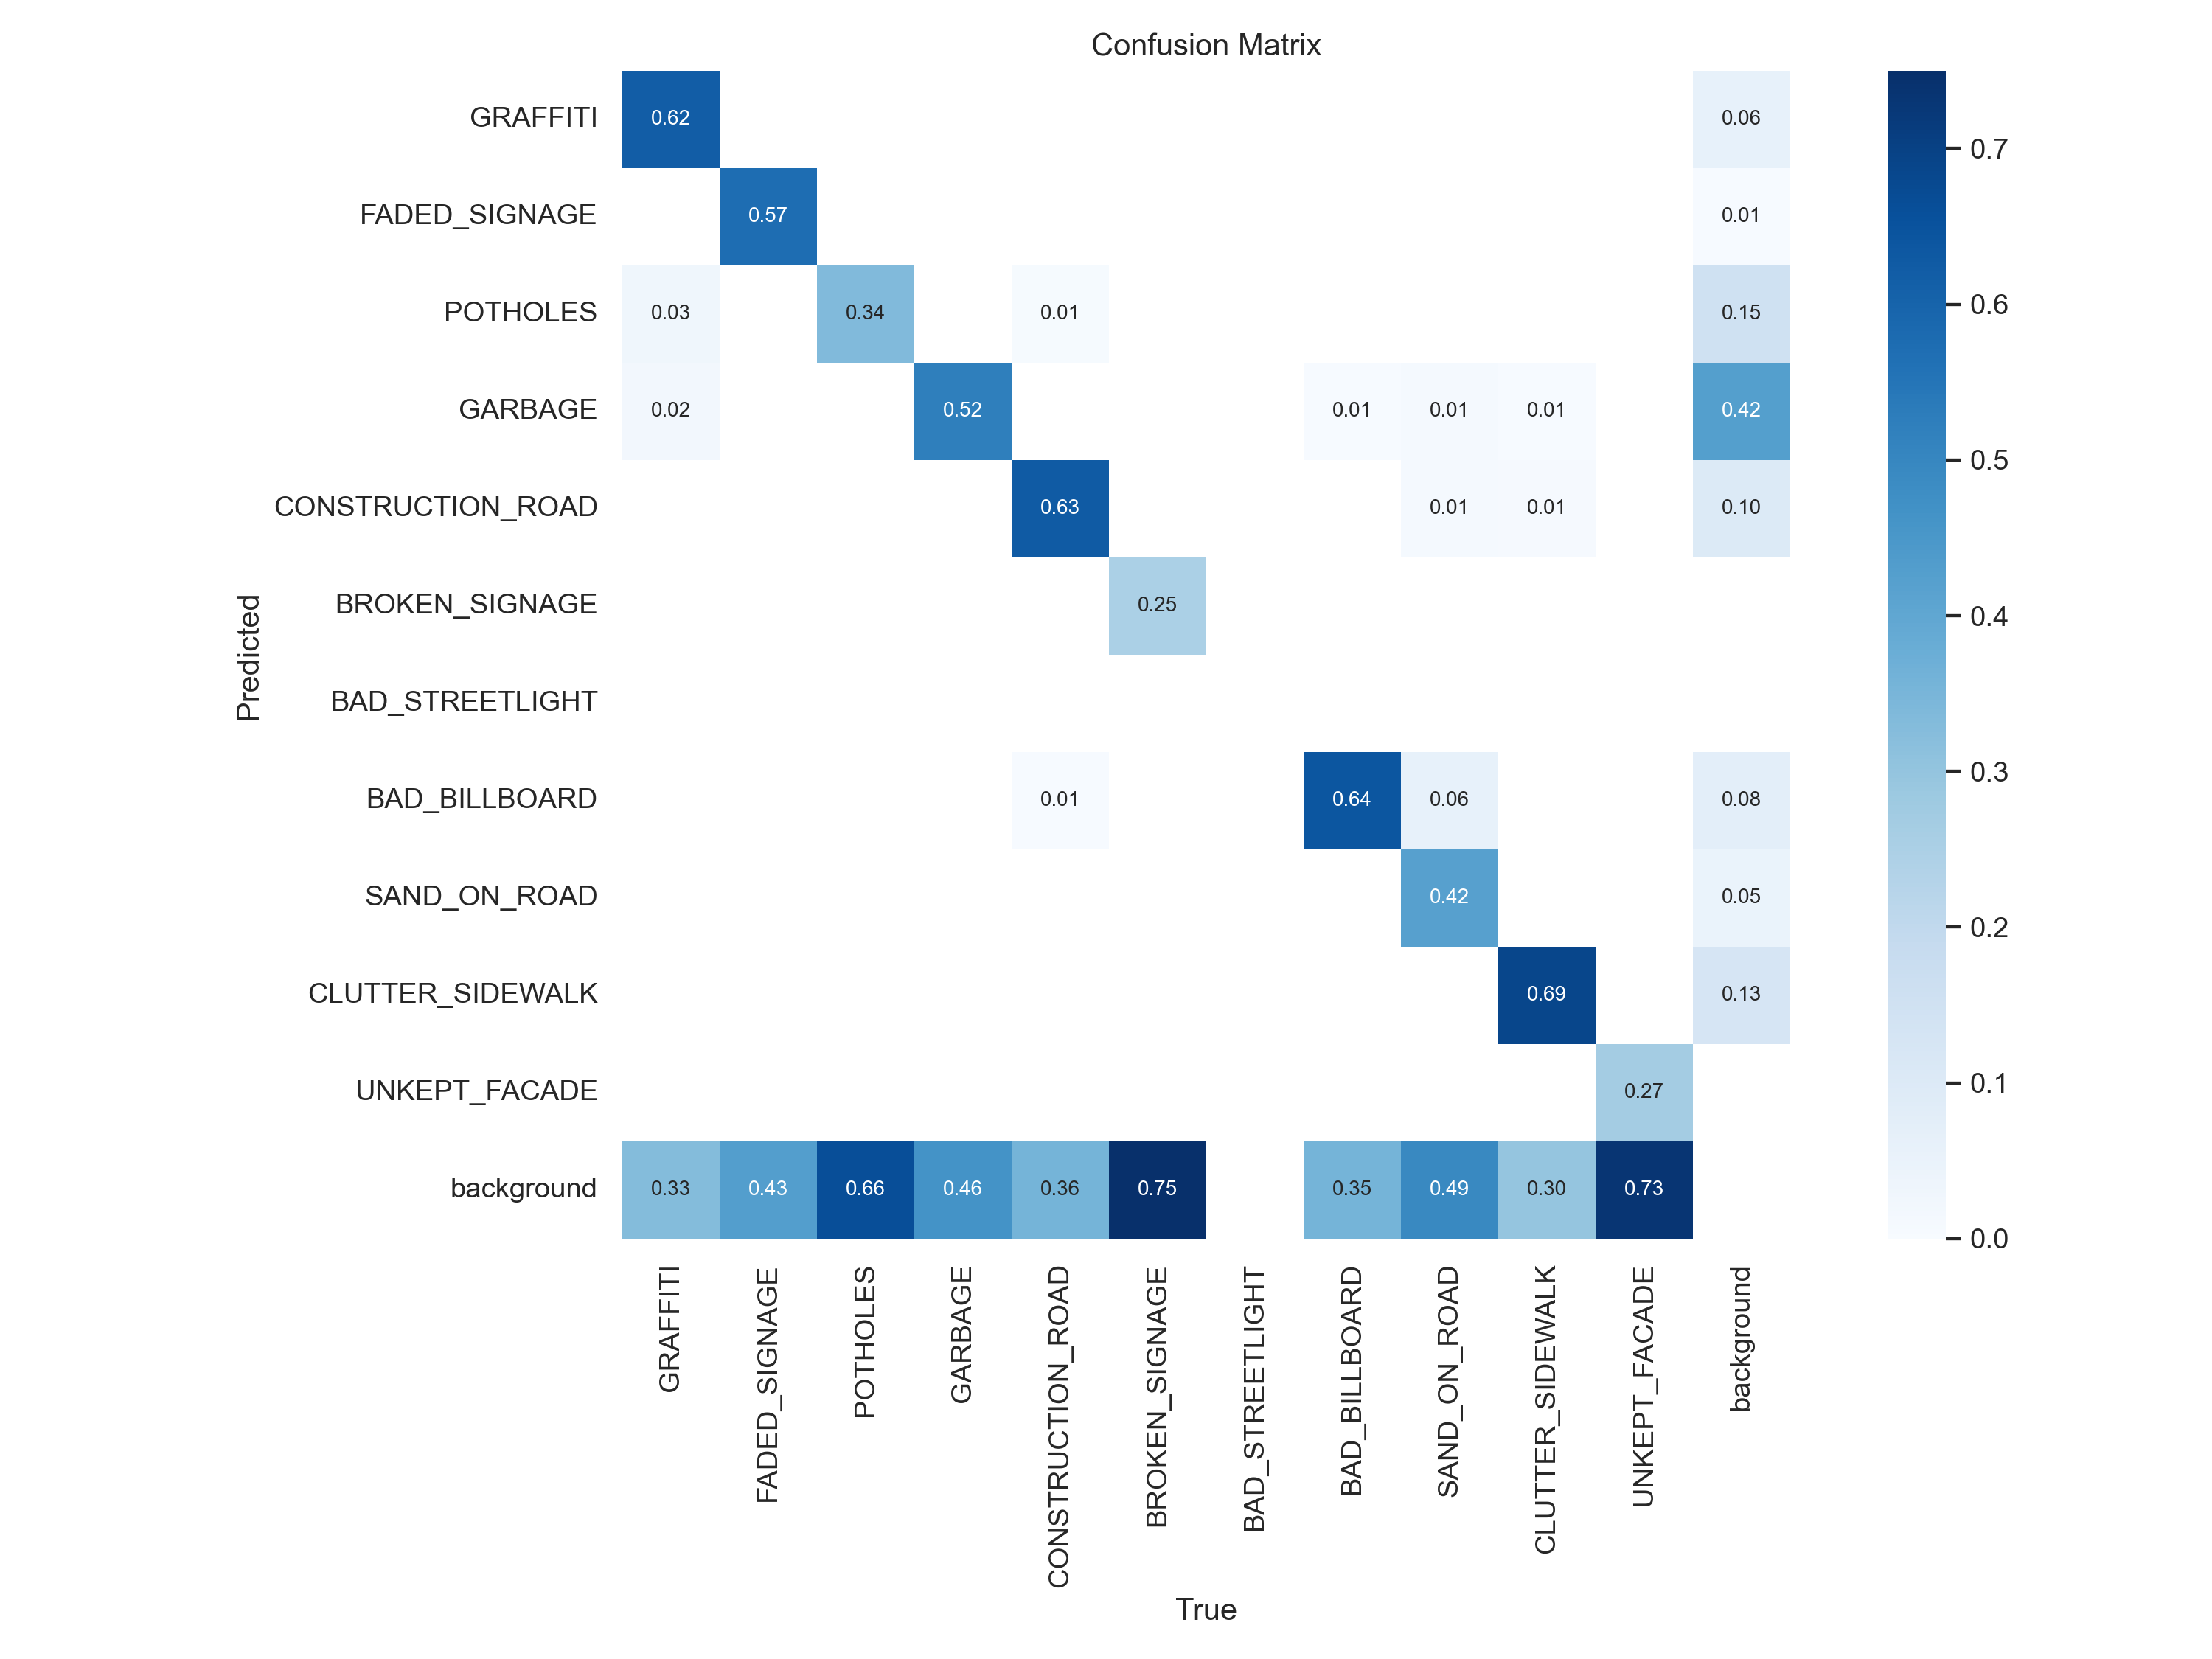 Confusion Matrix
GRAFFITI 0.62 0.06 0.7
FADED_SIGNAGE 0.57 0.01 0.6
POTHOLES 0.03 0.34 0.01 0.15
GARBAGE 0.02 0.52 0.01 0.01 0.01 0.42 0.5
CONSTRUCTION_ROAD 0.63 0.01 0.01 0.10
BROKEN_SIGNAGE 0.25 0.4
Predicted
BAD_STREETLIGHT
BAD_BILLBOARD 0.01 0.64 0.06 0.08 0.3
SAND_ON_ROAD 0.42 0.05 0.2
CLUTTER_SIDEWALK 0.69 0.13
UNKEPT_FACADE 0.27 0.1
background 0.33 0.43 0.66 0.46 0.36 0.75 0.35 0.49 0.30 0.73 0.0
GRAFFITI FADED_SIGNAGE POTHOLES GARBAGE CONSTRUCTION_ROAD BROKEN_SIGNAGE BAD_STREETLIGHT BAD_BILLBOARD SAND_ON_ROAD CLUTTER_SIDEWALK UNKEPT_FACADE background
True